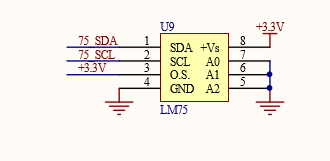 U9
+3.3V
75_SDA 1 SDA +Vs 8
75_SCL 2 SCL A0 7
+3.3V 3 O.S. A1 6
4 GND A2 5
LM75